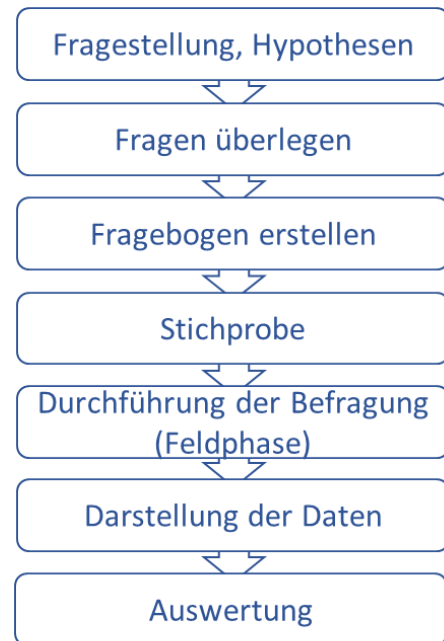 Fragestellung, Hypothesen
Fragen überlegen
Fragebogen erstellen
Stichprobe
Durchführung der Befragung
(Feldphase)
Darstellung der Daten
Auswertung